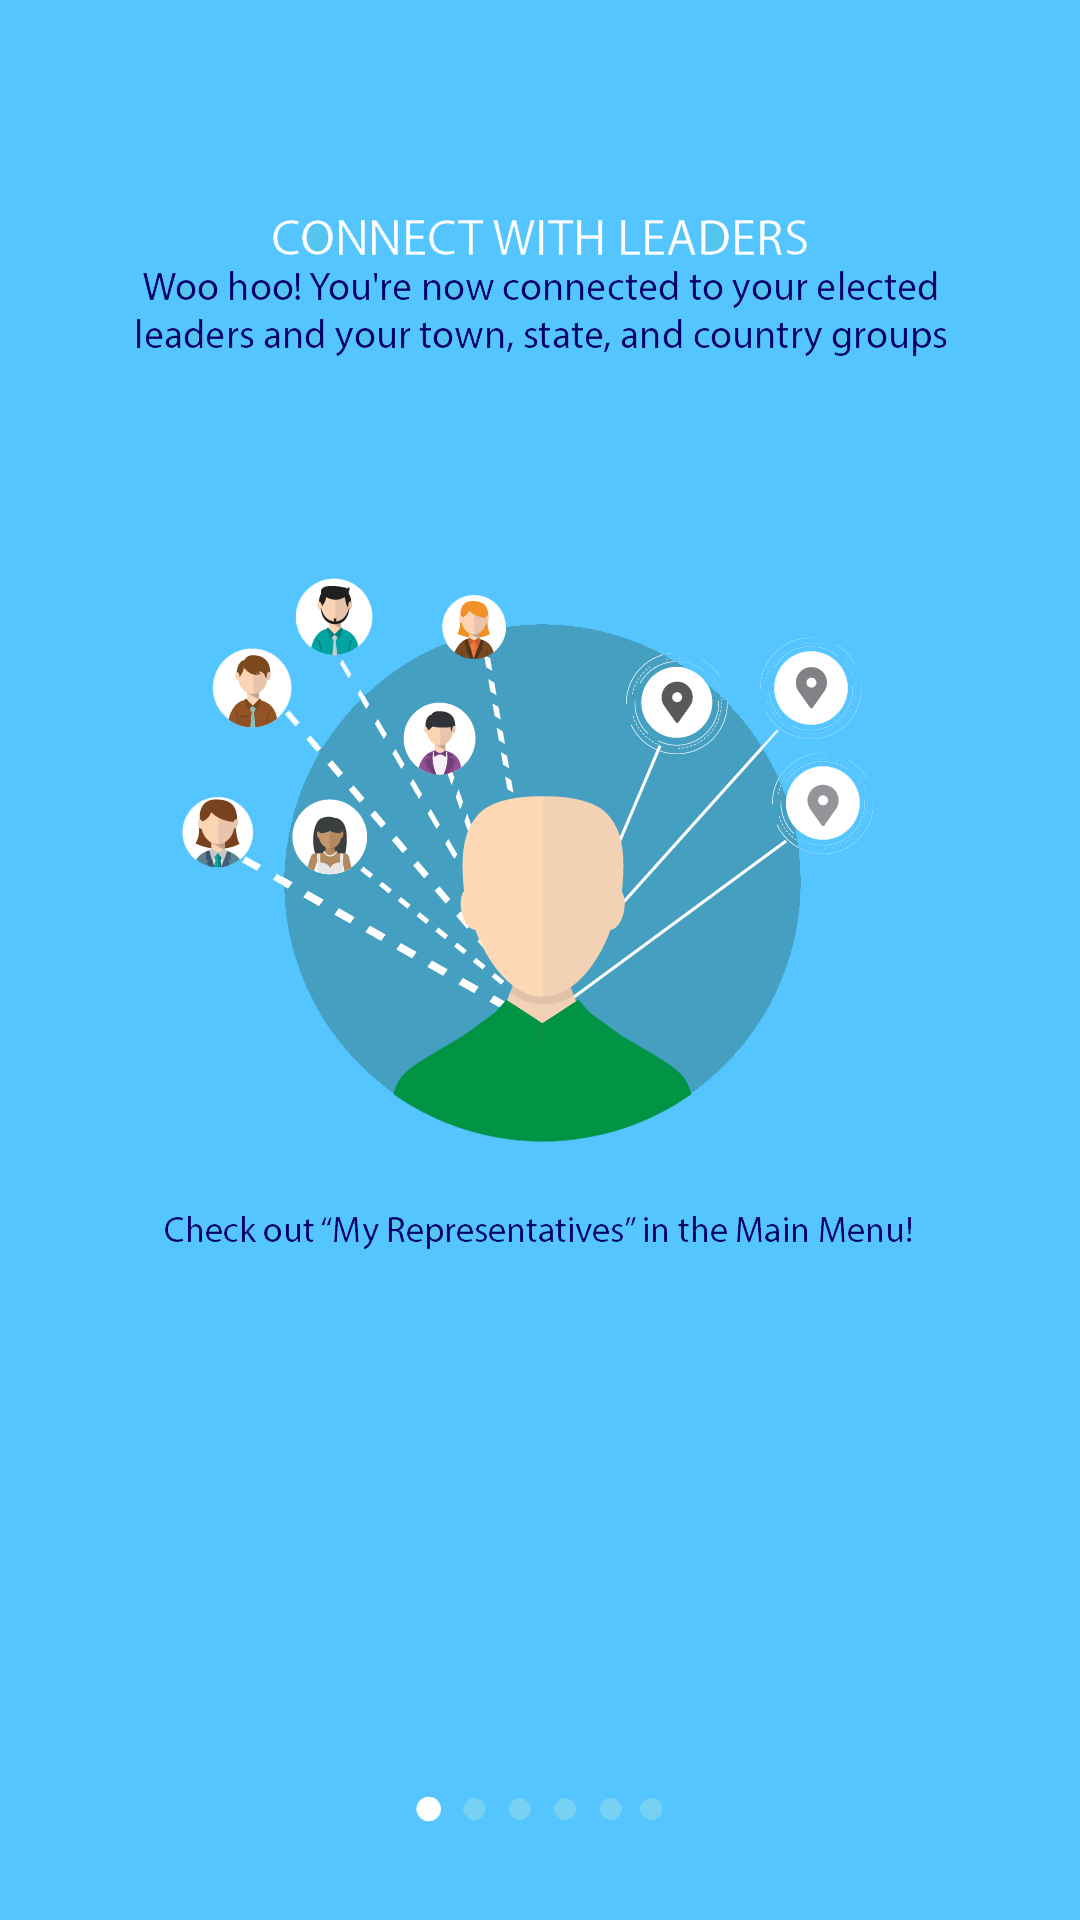 CONNECT WITH LEADERS
Woo hoo! You're now connected to your elected
leaders and your town, state, and country groups
Check out “My Representatives” in the Main Menu!